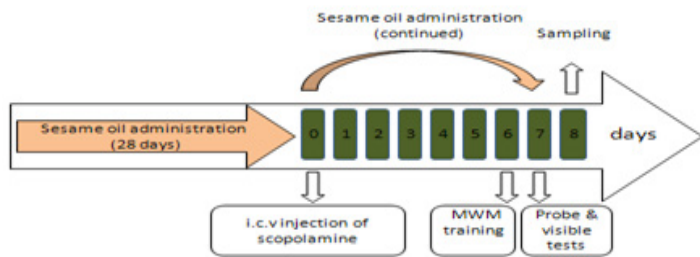 Sesame oil administration
(continued)
Sampling
Sesame oil administration
(28 days)
0 1 2 3 4 5 6 7 8
days
i.c.v injection of
scopolamine
MWM
training
Probe &
visible
tests